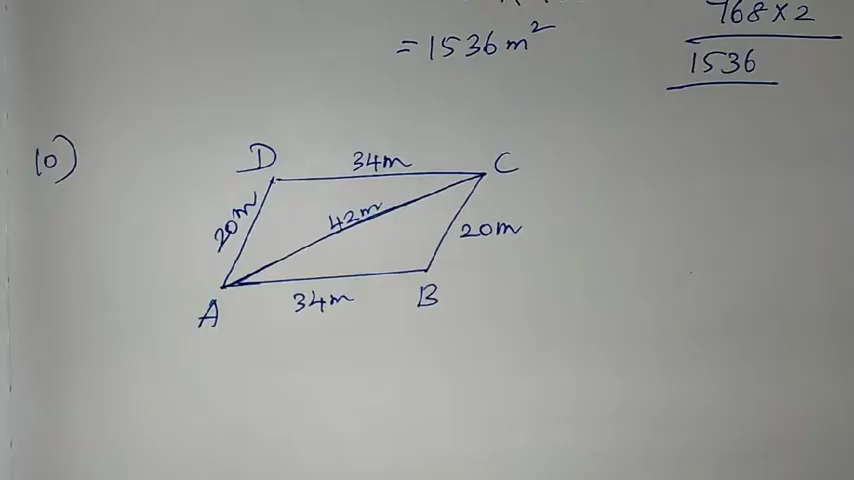 768 × 2
= 1536 m²
1536
10)
D 34m C
20m 42m 20m
A 34m B